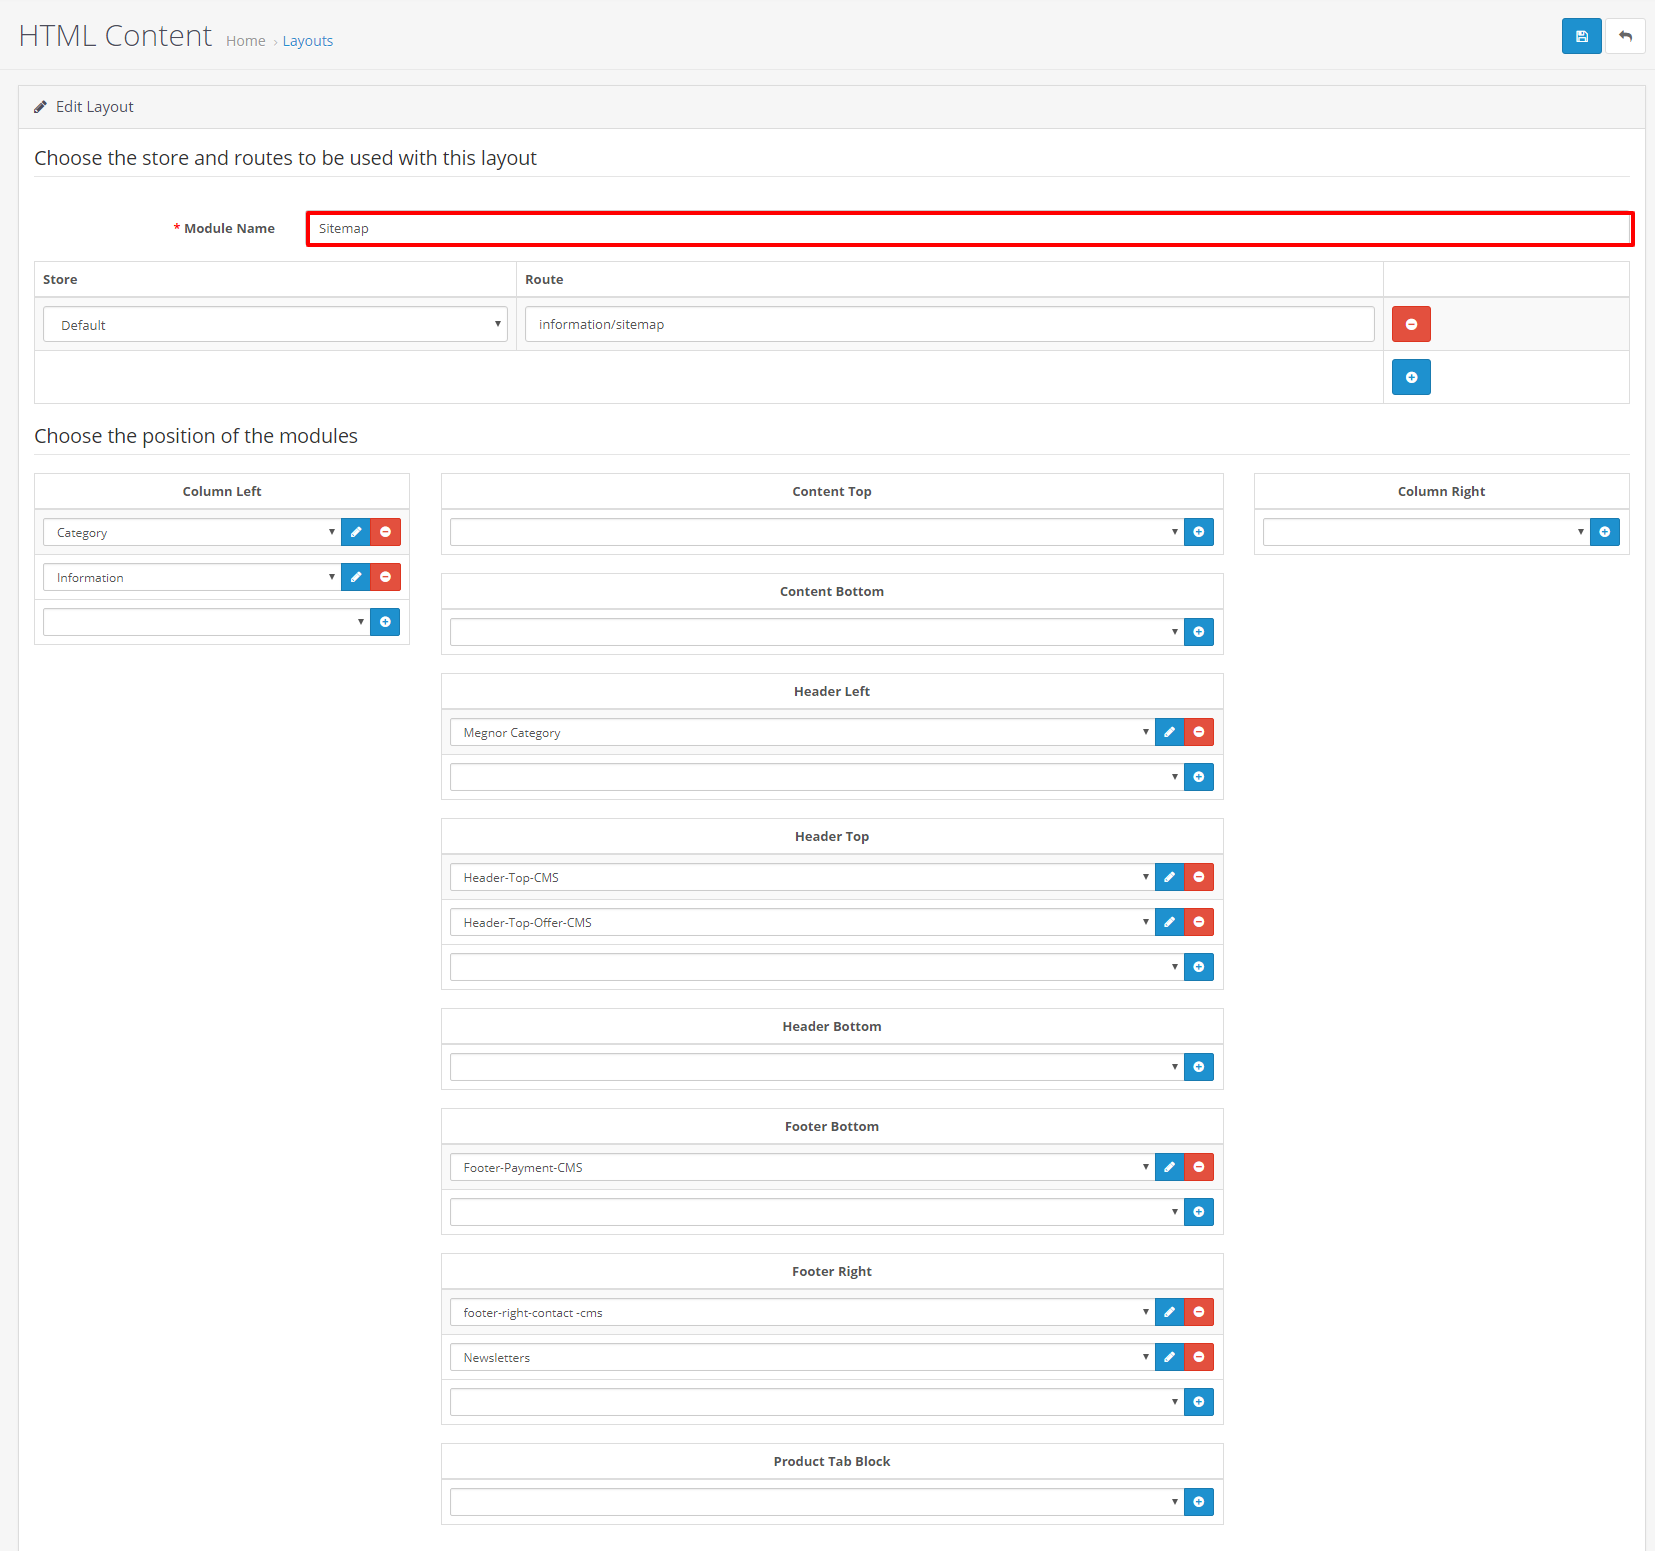 HTML Content Home › Layouts
Edit Layout
Choose the store and routes to be used with this layout
* Module Name Sitemap
Store Route
Default information/sitemap
Choose the position of the modules
Column Left
Category
Information
Content Top
Content Bottom
Header Left
Megnor Category
Header Top
Header-Top-CMS
Header-Top-Offer-CMS
Header Bottom
Footer Bottom
Footer-Payment-CMS
Footer Right
footer-right-contact -cms
Newsletters
Product Tab Block
Column Right